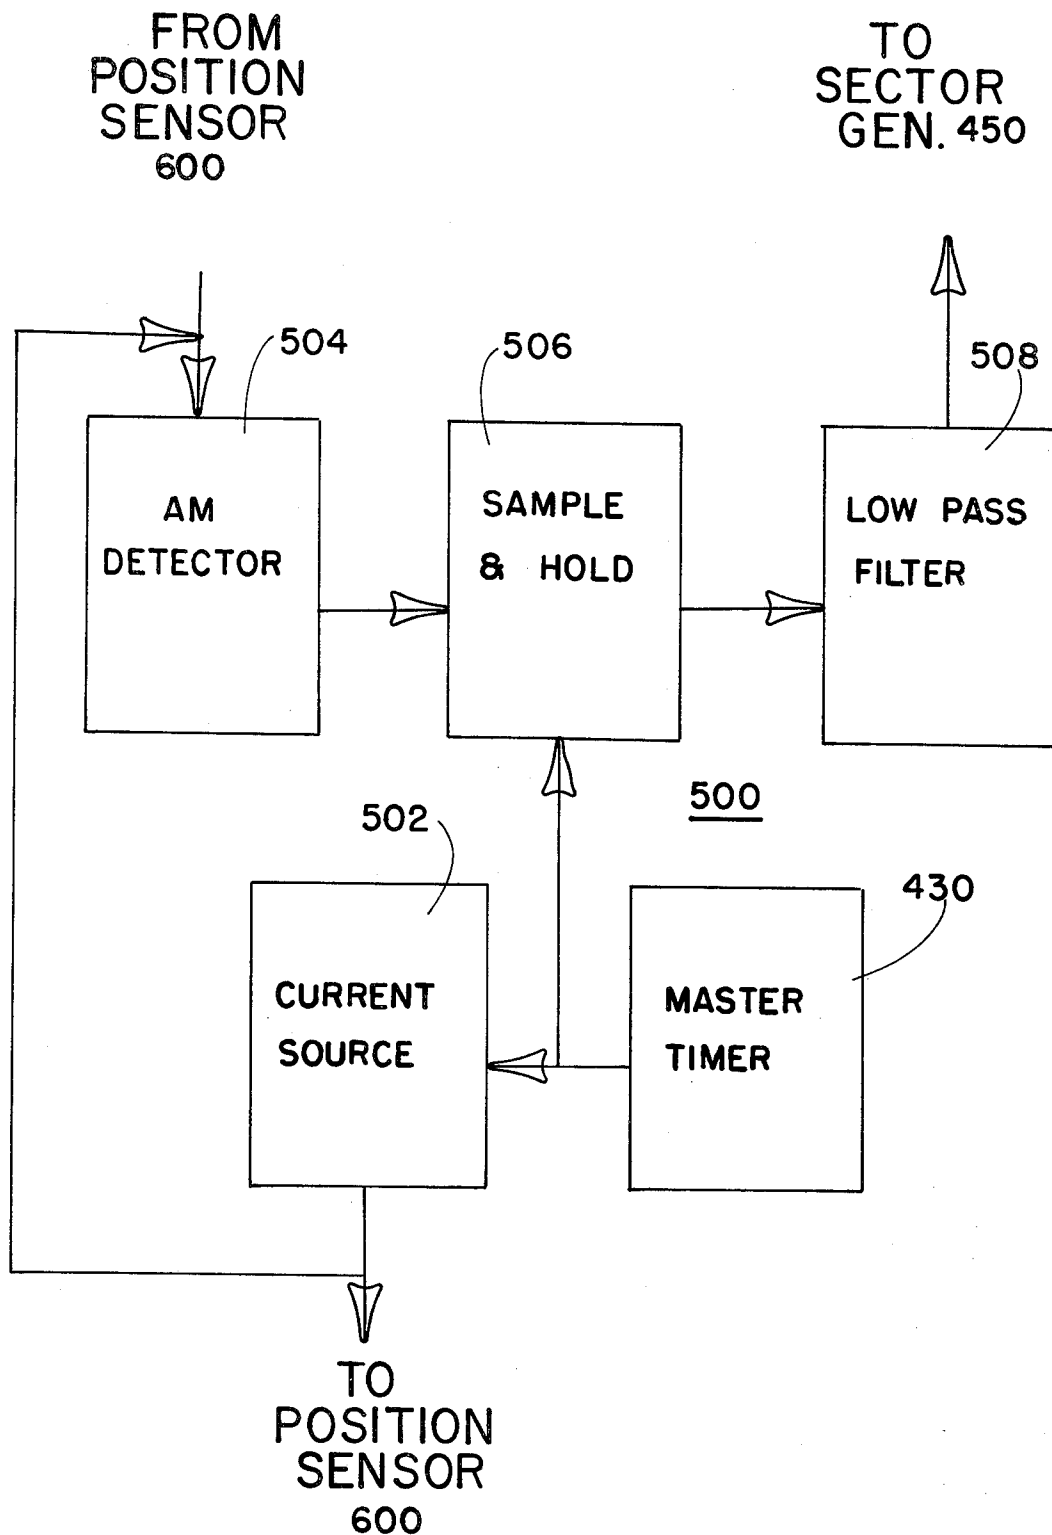 FROM
POSITION
SENSOR
600
TO
SECTOR
GEN. 450
504
506
508
AM
DETECTOR
SAMPLE
& HOLD
LOW PASS
FILTER
500
502
430
CURRENT
SOURCE
MASTER
TIMER
TO
POSITION
SENSOR
600